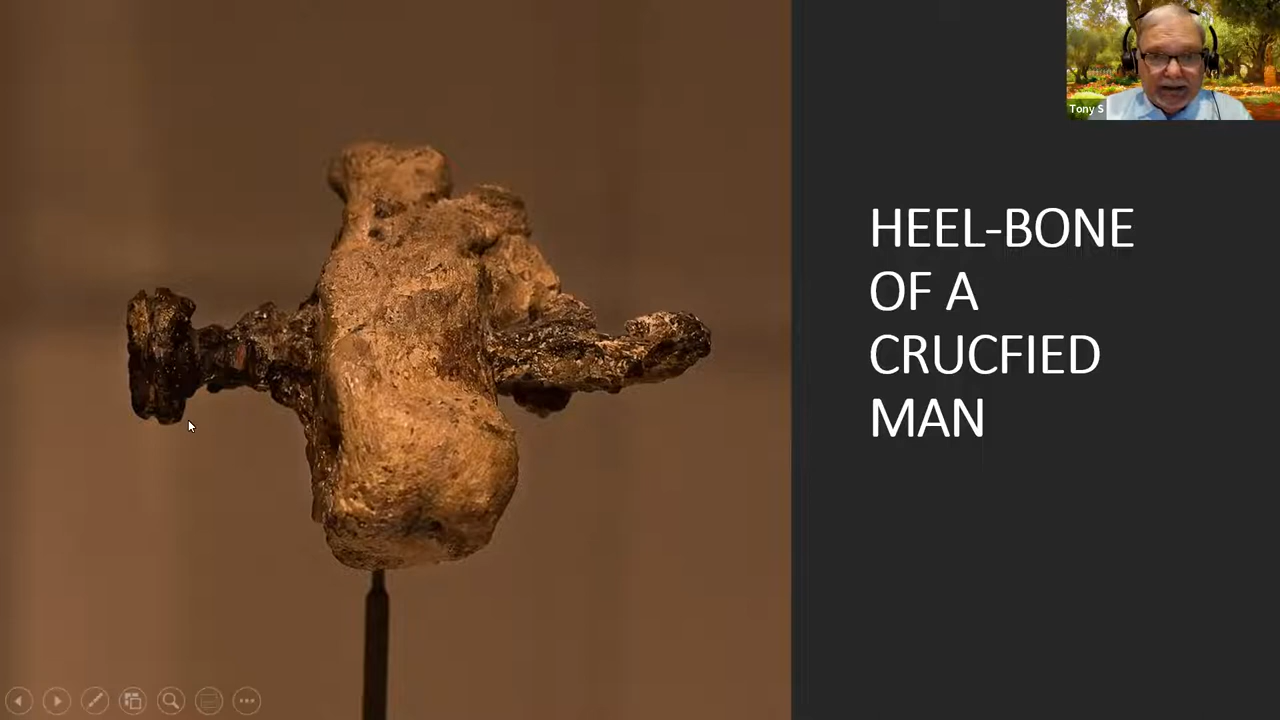 Tony S
HEEL-BONE
OF A
CRUCFIED
MAN